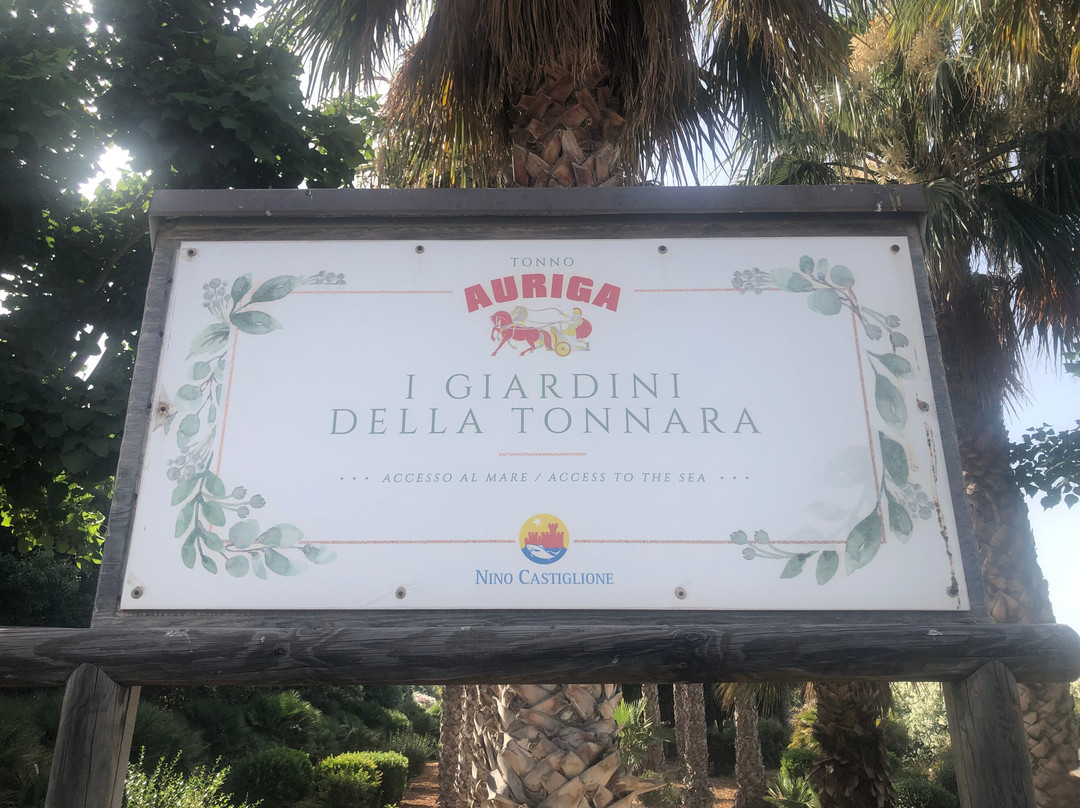 TONNO
AURIGA
I GIARDINI
DELLA TONNARA
••• ACCESSO AL MARE / ACCESS TO THE SEA •••
NINO CASTIGLIONE